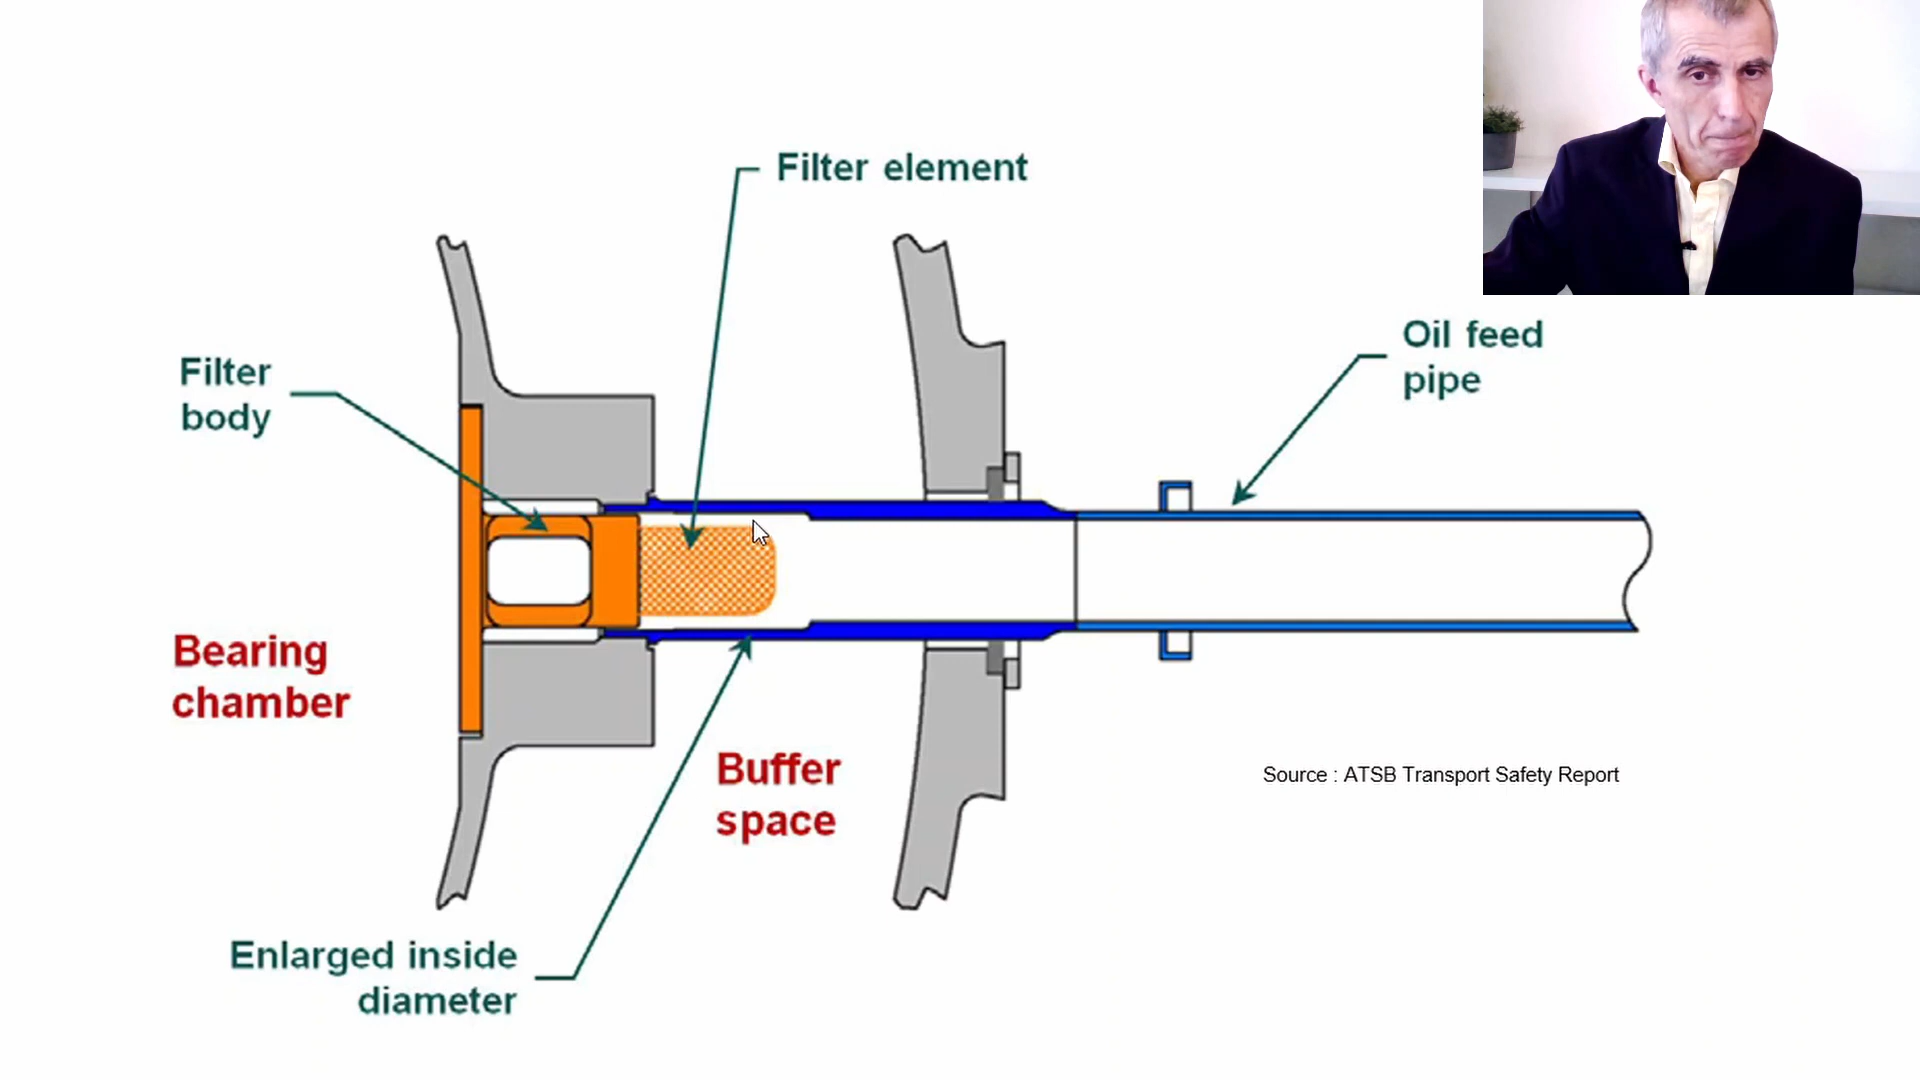 Filter element
Oil feed
pipe
Filter
body
Bearing
chamber
Buffer
space
Source : ATSB Transport Safety Report
Enlarged inside
diameter